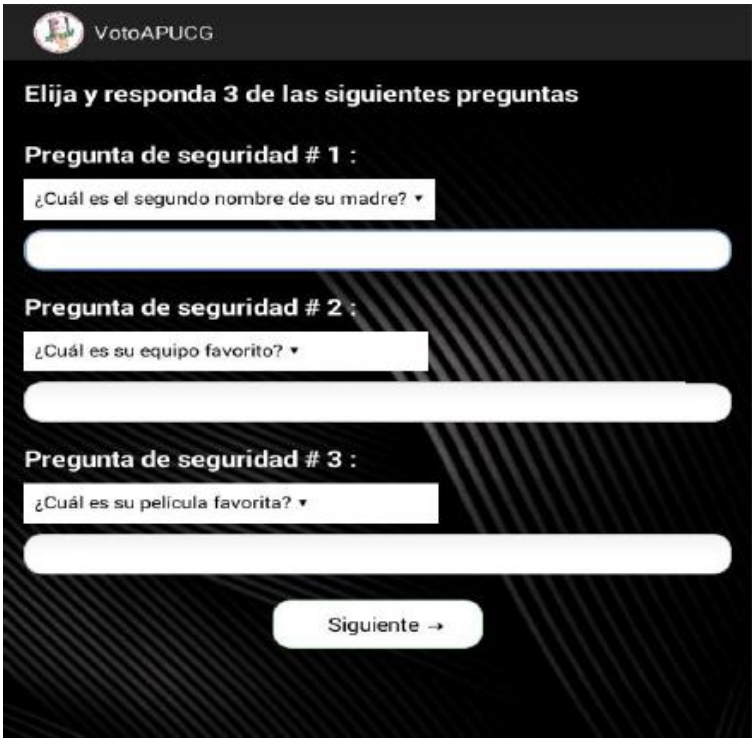 VotoAPUCG
Elija y responda 3 de las siguientes preguntas
Pregunta de seguridad # 1 :
¿Cuál es el segundo nombre de su madre? ▾
Pregunta de seguridad # 2 :
¿Cuál es su equipo favorito? ▾
Pregunta de seguridad # 3 :
¿Cuál es su película favorita? ▾
Siguiente →